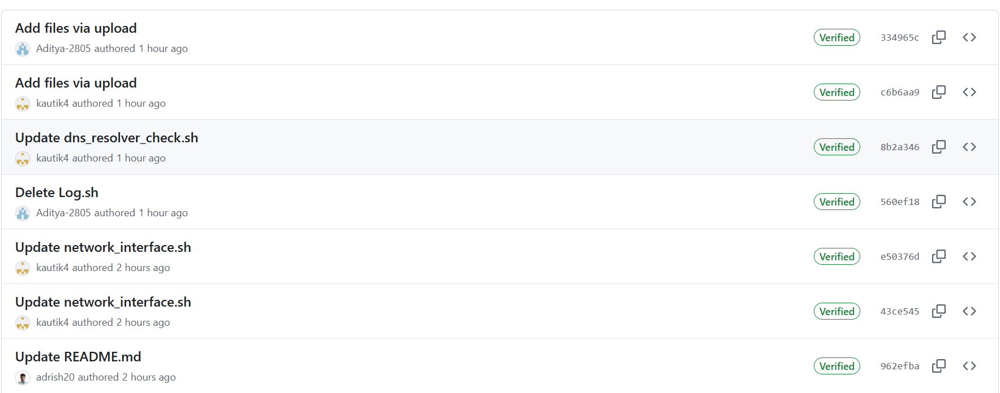 Add files via upload
Aditya-2805 authored 1 hour ago
Verified
334965c
Add files via upload
kautik4 authored 1 hour ago
Verified
c6b6aa9
Update dns_resolver_check.sh
kautik4 authored 1 hour ago
Verified
8b2a346
Delete Log.sh
Aditya-2805 authored 1 hour ago
Verified
560ef18
Update network_interface.sh
kautik4 authored 2 hours ago
Verified
e50376d
Update network_interface.sh
kautik4 authored 2 hours ago
Verified
43ce545
Update README.md
adrish20 authored 2 hours ago
Verified
962efba